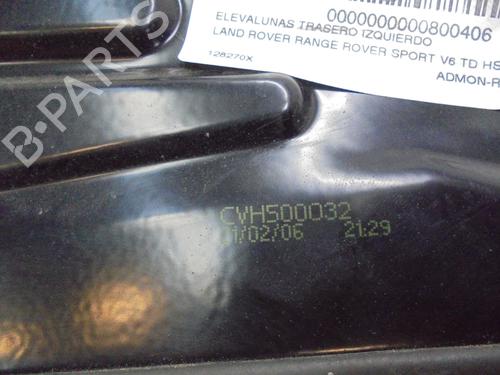 0000000000800406
ELEVALUNAS TRASERO IZQUIERDO
LAND ROVER RANGE ROVER SPORT V6 TD HS
128270X
ADMON-R
CVH500032
01/02/06 21:29
B-PARTS